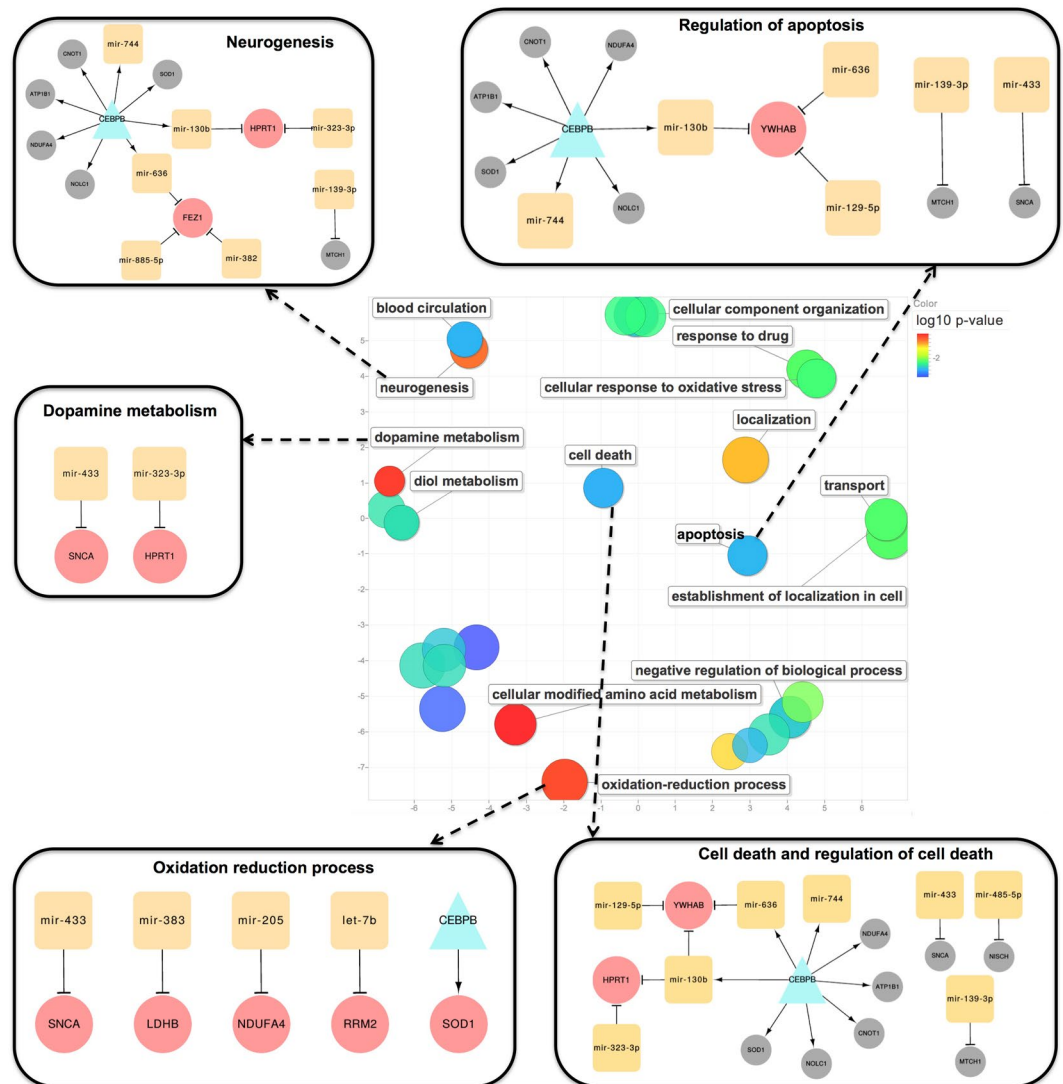 Neurogenesis
mir-744
CNOT1
SOD1
ATP1B1
CEBPB
mir-130b
HPRT1
mir-323-3p
NDUFA4
NOLC1
mir-636
mir-139-3p
FEZ1
mir-885-5p
mir-382
MTCH1
Regulation of apoptosis
CNOT1
NDUFA4
mir-636
mir-139-3p
mir-433
ATP1B1
CEBPB
mir-130b
YWHAB
SOD1
mir-744
NOLC1
mir-129-5p
MTCH1
SNCA
blood circulation
neurogenesis
cellular component organization
response to drug
cellular response to oxidative stress
localization
dopamine metabolism
diol metabolism
cell death
transport
apoptosis
establishment of localization in cell
negative regulation of biological process
cellular modified amino acid metabolism
oxidation-reduction process
5
4
3
2
1
0
-1
-2
-3
-4
-5
-6
-7
-6
-5
-4
-3
-2
-1
0
1
2
3
4
5
6
Color
log10 p-value
-2
Dopamine metabolism
mir-433
mir-323-3p
SNCA
HPRT1
Oxidation reduction process
mir-433
mir-383
mir-205
let-7b
CEBPB
SNCA
LDHB
NDUFA4
RRM2
SOD1
Cell death and regulation of cell death
mir-129-5p
YWHAB
mir-636
mir-744
mir-433
mir-485-5p
NDUFA4
SNCA
NISCH
HPRT1
mir-130b
CEBPB
ATP1B1
mir-139-3p
mir-323-3p
SOD1
NOLC1
CNOT1
MTCH1